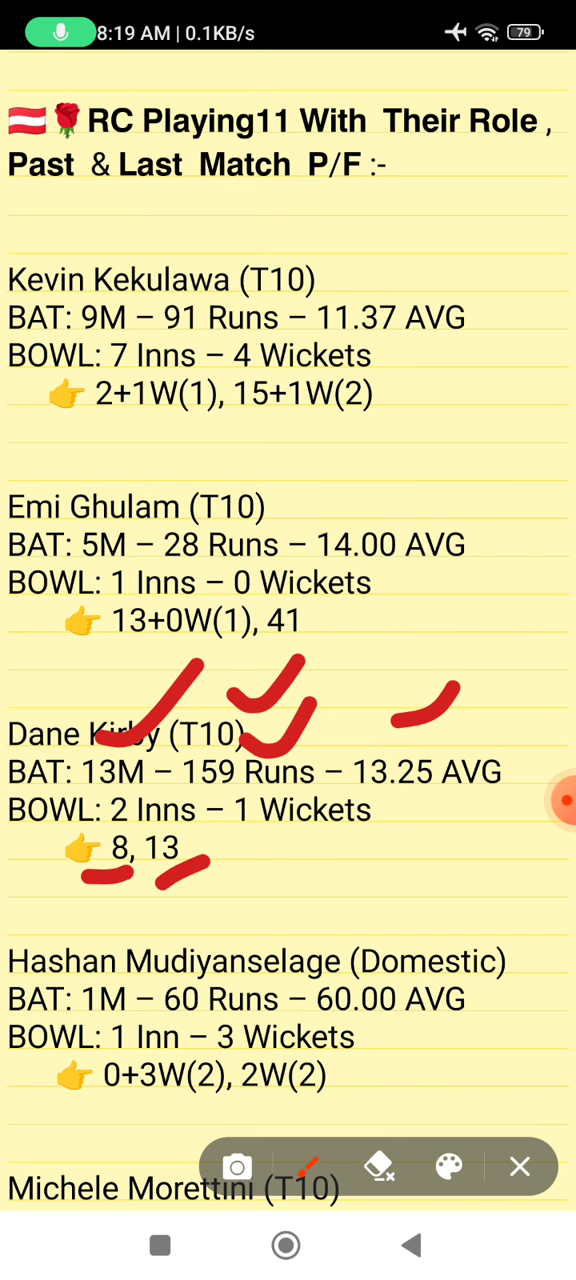 8:19 AM | 0.1KB/s
79
🇦🇹🌹RC Playing11 With Their Role ,
Past & Last Match P/F :-
Kevin Kekulawa (T10)
BAT: 9M – 91 Runs – 11.37 AVG
BOWL: 7 Inns – 4 Wickets
👉 2+1W(1), 15+1W(2)
Emi Ghulam (T10)
BAT: 5M – 28 Runs – 14.00 AVG
BOWL: 1 Inns – 0 Wickets
👉 13+0W(1), 41
Dane Kirby (T10)
BAT: 13M – 159 Runs – 13.25 AVG
BOWL: 2 Inns – 1 Wickets
👉 8, 13
Hashan Mudiyanselage (Domestic)
BAT: 1M – 60 Runs – 60.00 AVG
BOWL: 1 Inn – 3 Wickets
👉 0+3W(2), 2W(2)
Michele Morettini (T10)